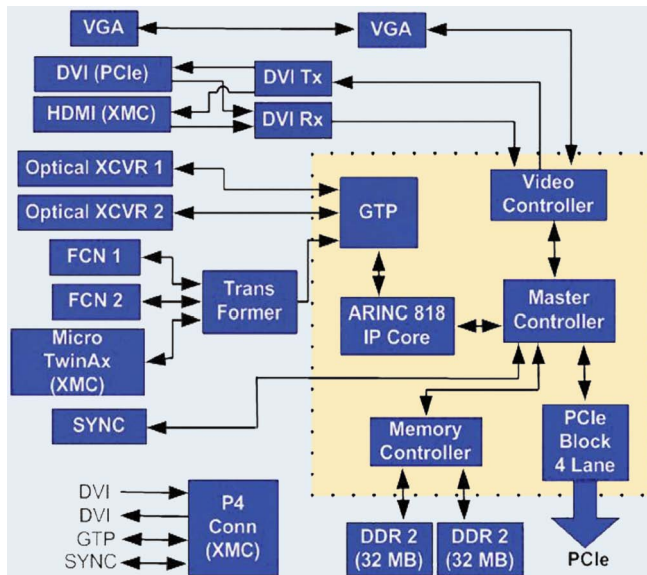 VGA
VGA
DVI (PCIe)
DVI Tx
HDMI (XMC)
DVI Rx
Optical XCVR 1
Optical XCVR 2
GTP
Video
Controller
FCN 1
FCN 2
Micro
TwinAx
(XMC)
Trans
Former
ARINC 818
IP Core
Master
Controller
SYNC
Memory
Controller
PCIe
Block
4 Lane
DVI
DVI
GTP
SYNC
P4
Conn
(XMC)
DDR 2
(32 MB)
DDR 2
(32 MB)
PCIe